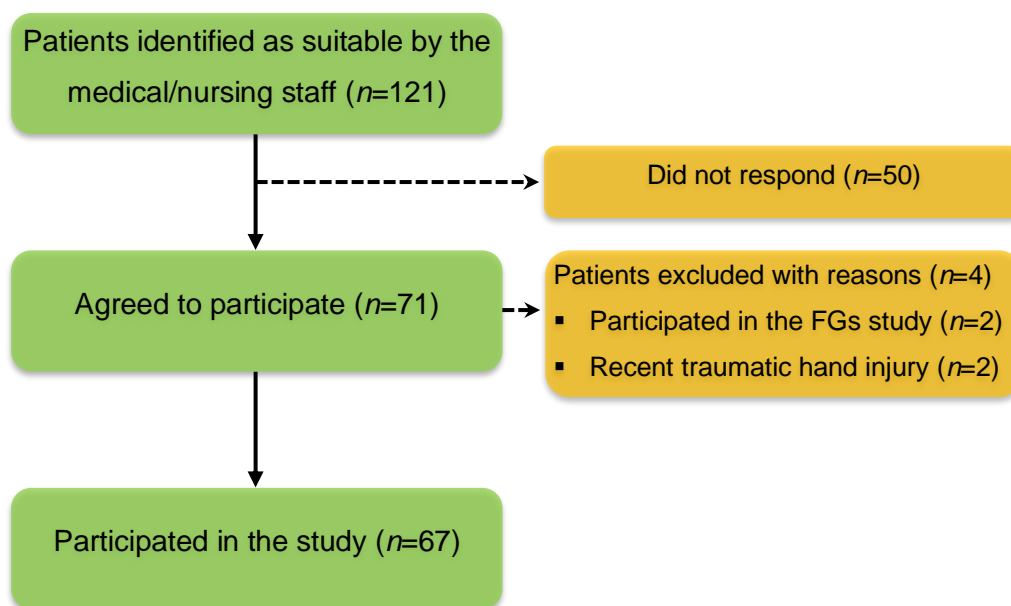 Patients identified as suitable by the
medical/nursing staff (n=121)
Did not respond (n=50)
Agreed to participate (n=71)
Patients excluded with reasons (n=4)
▪ Participated in the FGs study (n=2)
▪ Recent traumatic hand injury (n=2)
Participated in the study (n=67)